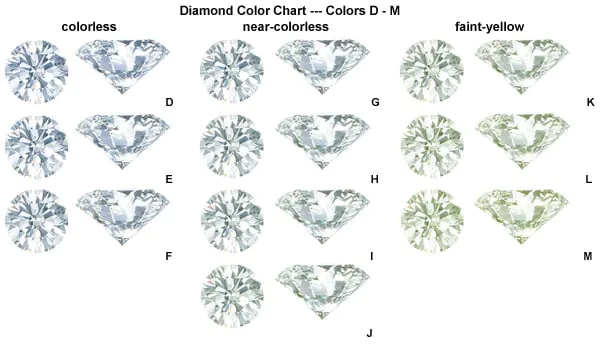 Diamond Color Chart --- Colors D - M
colorless near-colorless faint-yellow
D G K
E H L
F I M
J